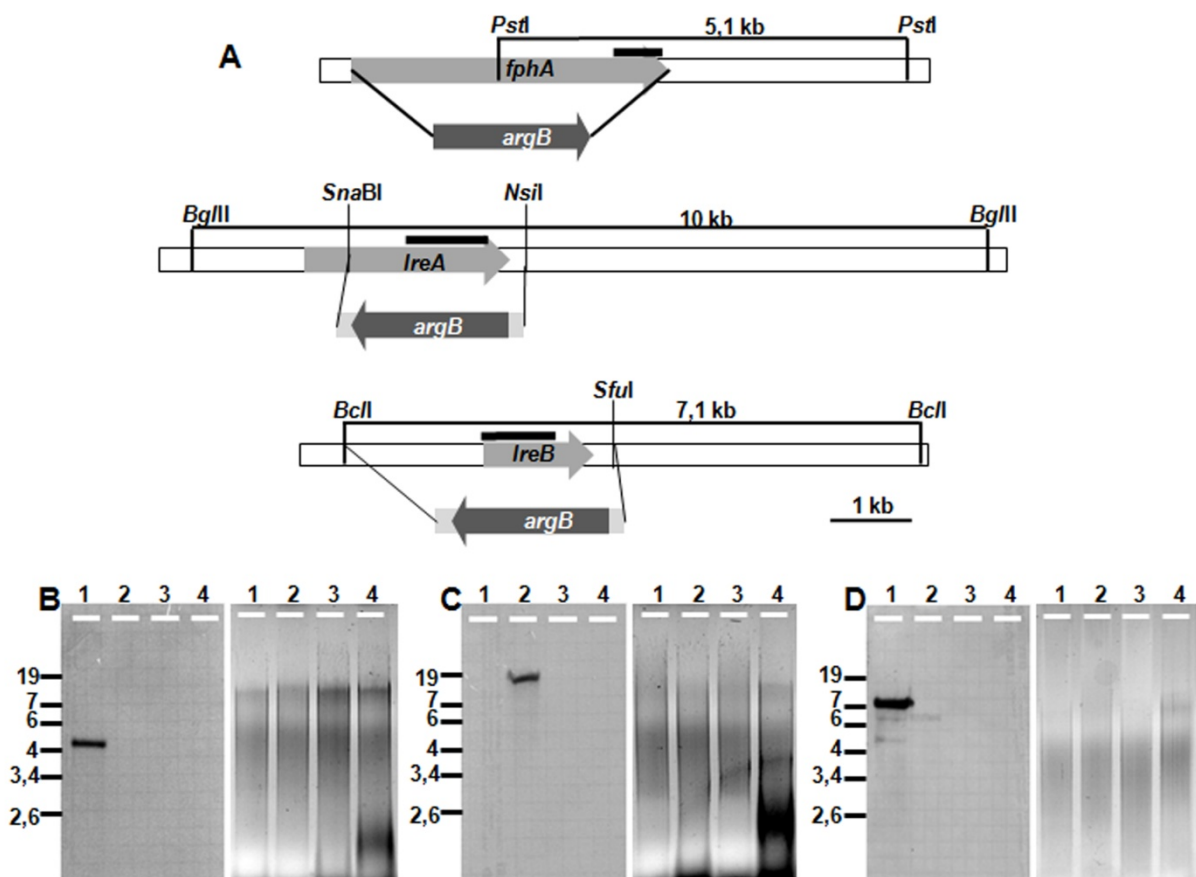 A
PstI 5,1 kb PstI
fphA
argB
SnaBI NsiI
BglII 10 kb BglII
lreA
argB
SfuI
BclI 7,1 kb BclI
lreB
argB
1 kb
B 1 2 3 4 1 2 3 4
19
7
6
4
3,4
2,6
C 1 2 3 4 1 2 3 4
19
7
6
4
3,4
2,6
D 1 2 3 4 1 2 3 4
19
7
6
4
3,4
2,6